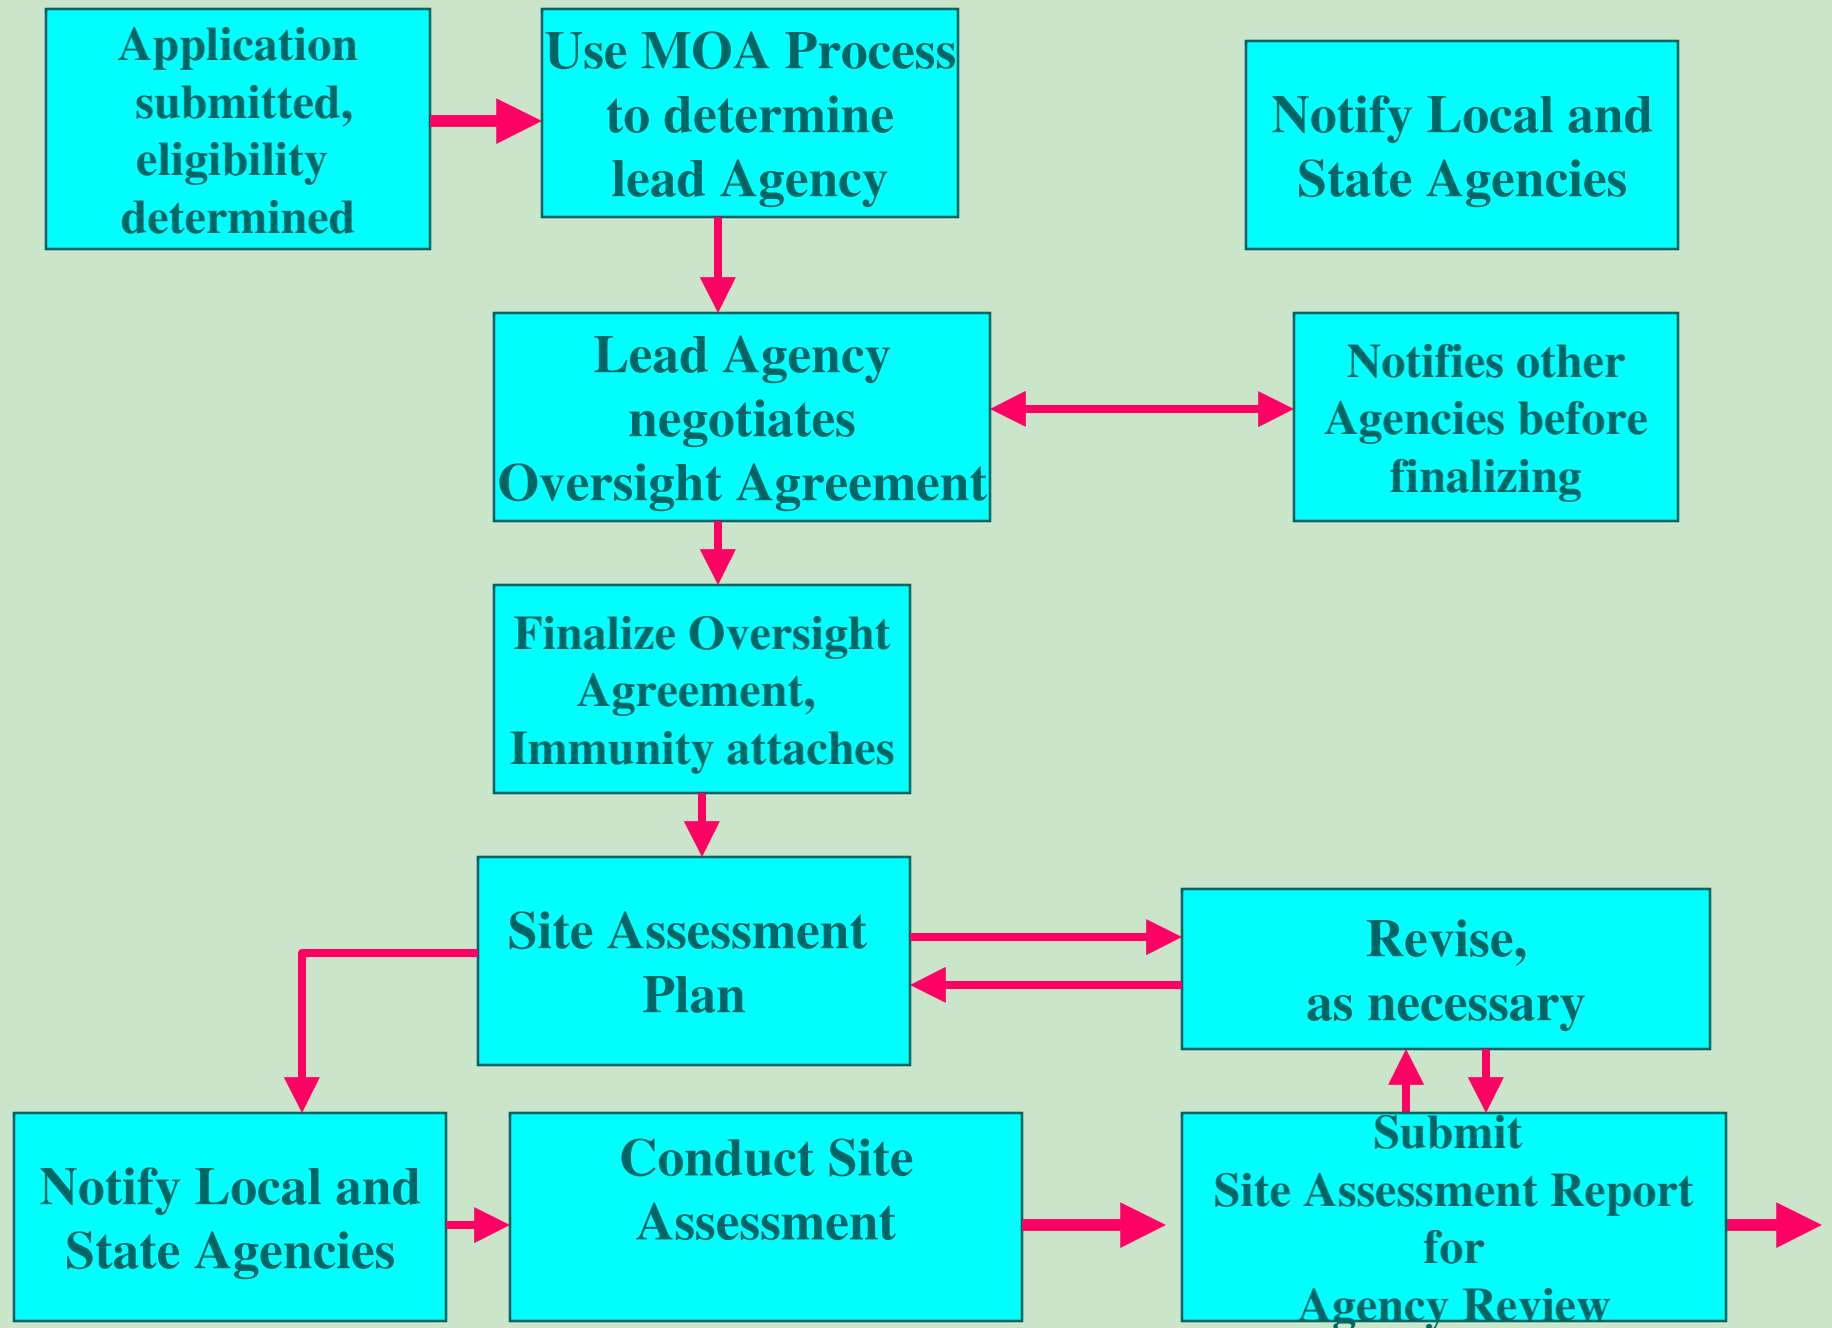 Application
submitted,
eligibility
determined
Use MOA Process
to determine
lead Agency
Notify Local and
State Agencies
Lead Agency
negotiates
Oversight Agreement
Notifies other
Agencies before
finalizing
Finalize Oversight
Agreement,
Immunity attaches
Site Assessment
Plan
Revise,
as necessary
Notify Local and
State Agencies
Conduct Site
Assessment
Submit
Site Assessment Report
for
Agency Review